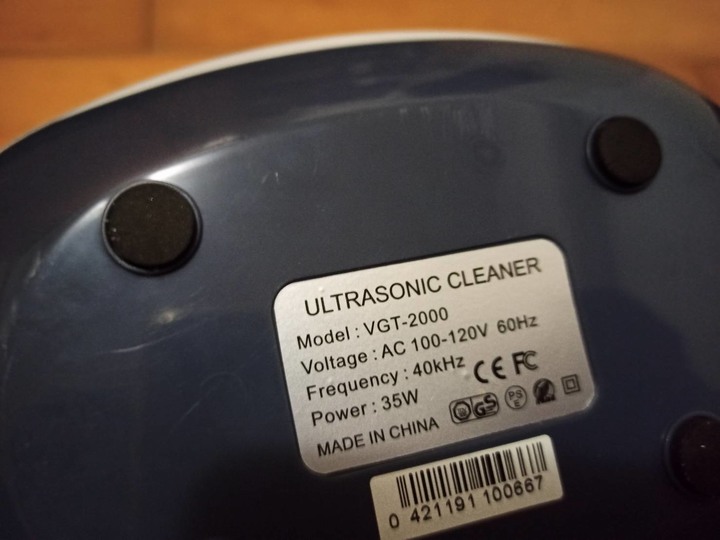 ULTRASONIC CLEANER
Model : VGT-2000
Voltage : AC 100-120V 60Hz
Frequency : 40kHz
CE FC
Power : 35W
GS PS E
MADE IN CHINA
0 421191 100667